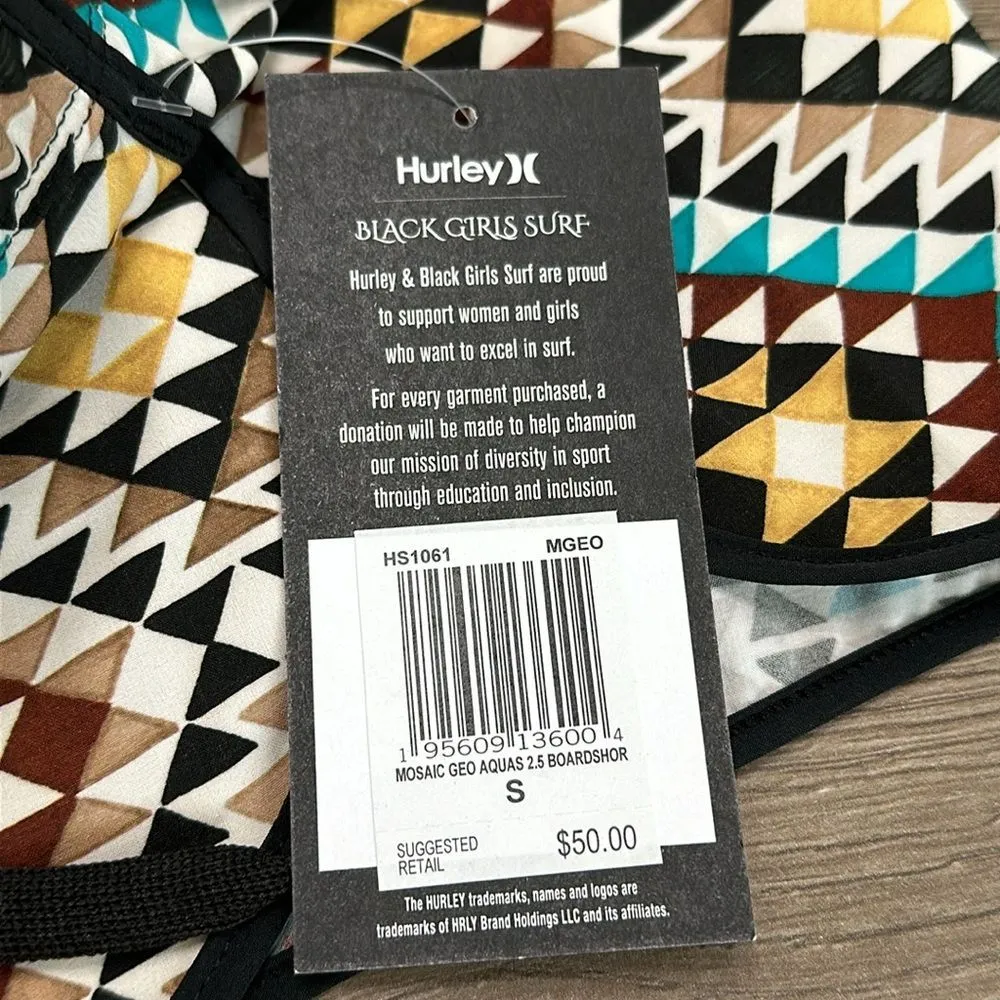 Hurley
BLACK GIRLS SURF
Hurley & Black Girls Surf are proud
to support women and girls
who want to excel in surf.
For every garment purchased, a
donation will be made to help champion
our mission of diversity in sport
through education and inclusion.
HS1061 MGEO
1 95609 13600 4
MOSAIC GEO AQUAS 2.5 BOARDSHOR
S
SUGGESTED
RETAIL $50.00
The HURLEY trademarks, names and logos are
trademarks of HRLY Brand Holdings LLC and its affiliates.